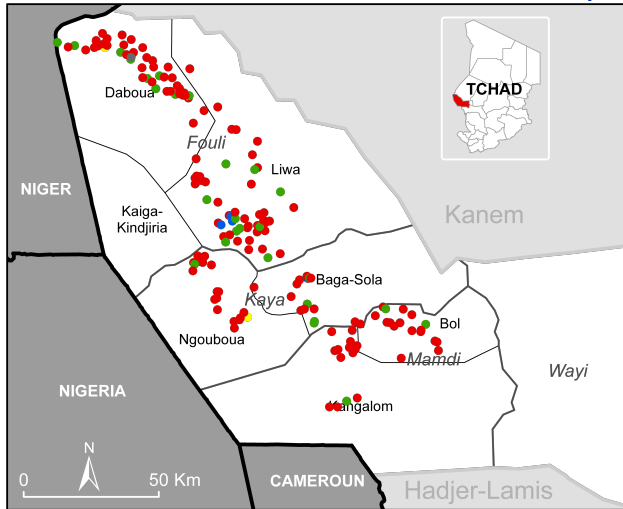 TCHAD
Daboua
Fouli
Liwa
NIGER
Kaiga-
Kindjiria
Kanem
Baga-Sola
Kaya
Bol
Ngouboua
Mamdi
Wayi
NIGERIA
Kangalom
N
0
50 Km
CAMEROUN
Hadjer-Lamis